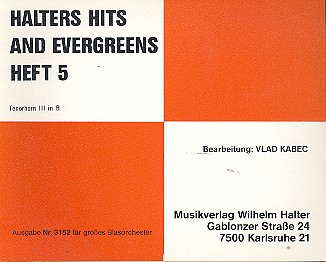 HALTERS HITS
AND EVERGREENS
HEFT 5
Tenorhorn III in B
Bearbeitung: VLAD KABEC
Ausgabe Nr. 3152 für großes Blasorchester
Musikverlag Wilhelm Halter
Gablonzer Straße 24
7500 Karlsruhe 21